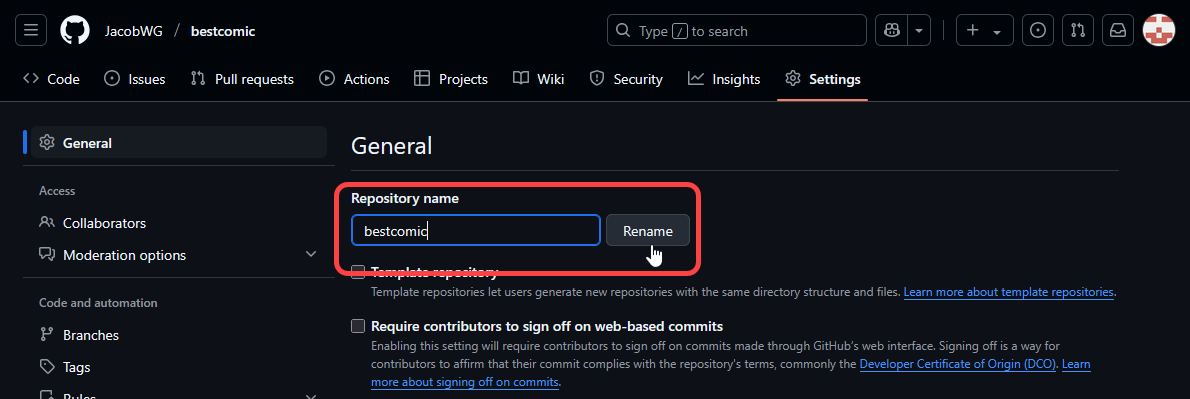 JacobWG / bestcomic
Type / to search
Code Issues Pull requests Actions Projects Wiki Security Insights Settings
General
Access
Collaborators
Moderation options
Code and automation
Branches
Tags
Rules
General
Repository name
bestcomic Rename
Template repository
Template repositories let users generate new repositories with the same directory structure and files. Learn more about template repositories.
Require contributors to sign off on web-based commits
Enabling this setting will require contributors to sign off on commits made through GitHub's web interface. Signing off is a way for
contributors to affirm that their commit complies with the repository's terms, commonly the Developer Certificate of Origin (DCO). Learn
more about signing off on commits.